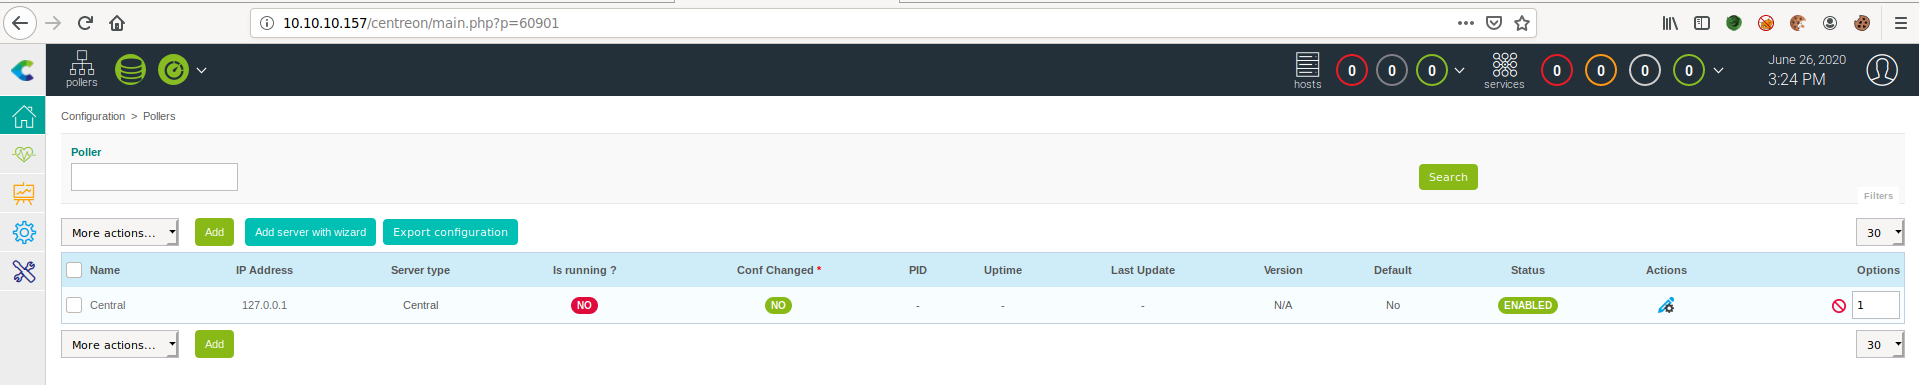 10.10.10.157/centreon/main.php?p=60901
pollers
hosts
0 0 0
services
0 0 0 0
June 26, 2020
3:24 PM
Configuration > Pollers
Poller
Search
Filters
More actions... Add Add server with wizard Export configuration 30
Name IP Address Server type Is running ? Conf Changed * PID Uptime Last Update Version Default Status Actions Options
Central 127.0.0.1 Central NO NO - - - N/A No ENABLED 1
More actions... Add 30